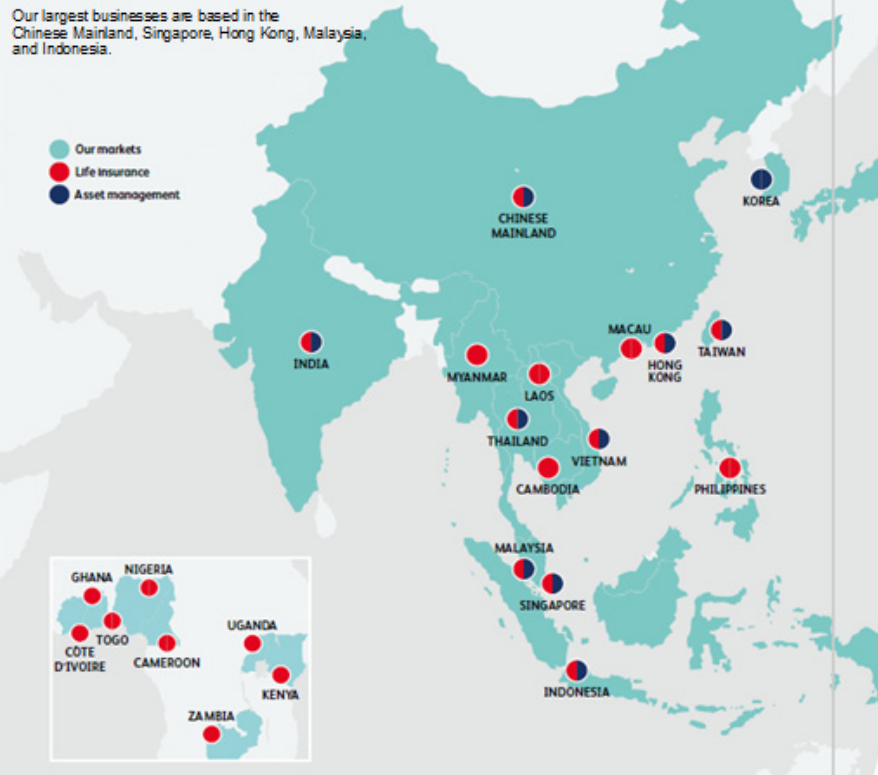 Our largest businesses are based in the
Chinese Mainland, Singapore, Hong Kong, Malaysia,
and Indonesia.
Our markets
Life insurance
Asset management
CHINESE
MAINLAND
KOREA
INDIA
MYANMAR
LAOS
MACAU
HONG
KONG
TAIWAN
THAILAND
VIETNAM
CAMBODIA
PHILIPPINES
MALAYSIA
SINGAPORE
INDONESIA
GHANA
NIGERIA
TOGO
CÔTE
D'IVOIRE
CAMEROON
UGANDA
KENYA
ZAMBIA